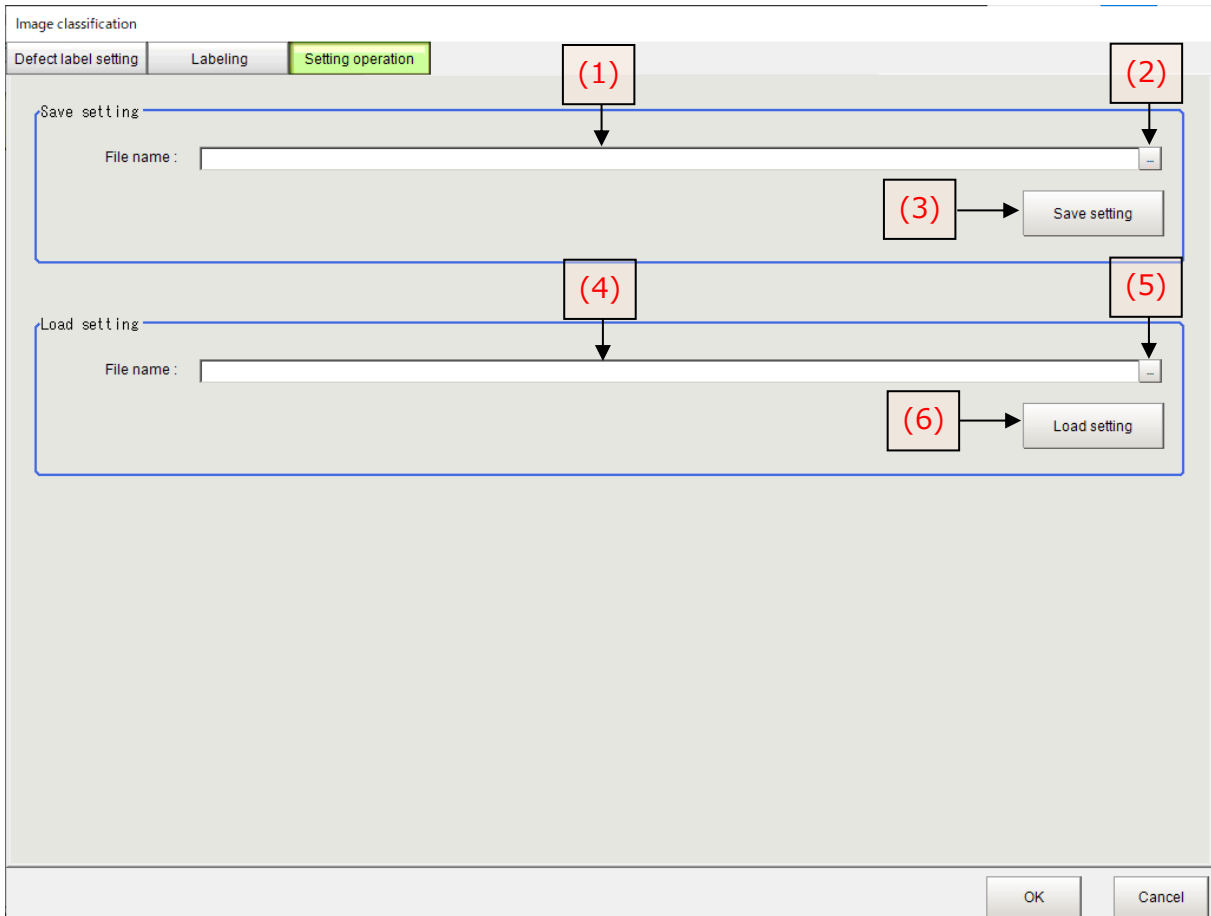 Image classification
Defect label setting Labeling Setting operation
(1) (2)
Save setting
File name : ...
(3) Save setting
(4) (5)
Load setting
File name : ...
(6) Load setting
OK Cancel